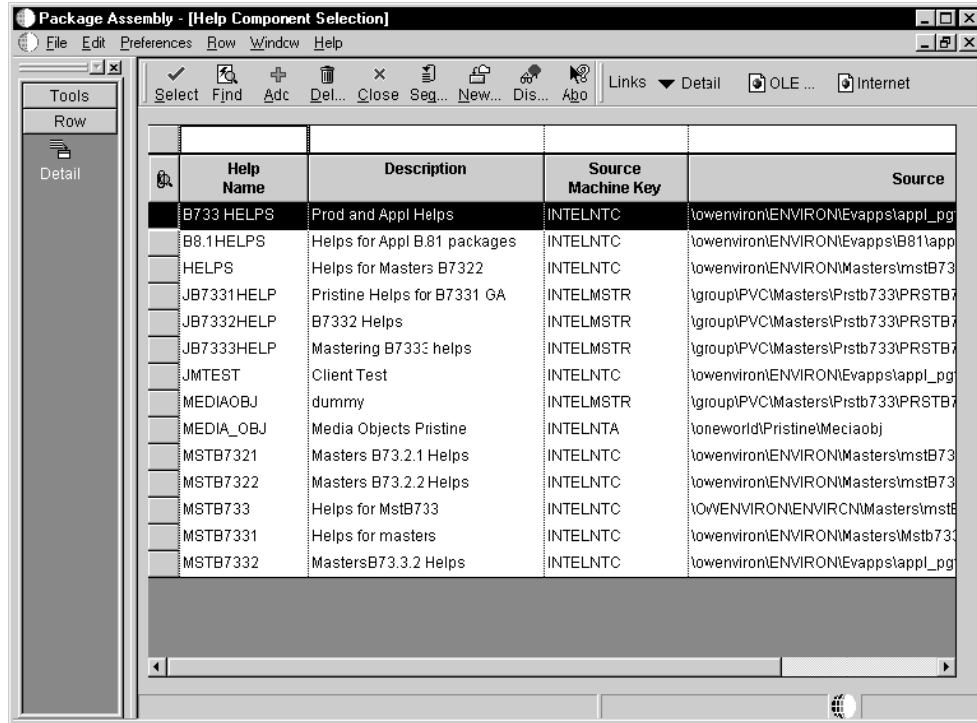 Package Assembly - [Help Component Selection]
File Edit Preferences Row Window Help
Tools
Row
Detail
Select Find Add Del... Close Seq... New... Dis... Abo Links Detail OLE ... Internet
Help Name Description Source Machine Key Source
B733 HELPS Prod and Appl Helps INTELNTC \owenviron\ENVIRON\Evapps\appl_pg
B8.1HELPS Helps for Appl B.81 packages INTELNTC \owenviron\ENVIRON\Evapps\B81\app
HELPS Helps for Masters B7322 INTELNTC \owenviron\ENVIRON\Masters\mstB73
JB7331HELP Pristine Helps for B7331 GA INTELMSTR \group\PVC\Masters\Prstb733\PRSTB7
JB7332HELP B7332 Helps INTELMSTR \group\PVC\Masters\Prstb733\PRSTB7
JB7333HELP Mastering B7333 helps INTELMSTR \group\PVC\Masters\Prstb733\PRSTB7
JMTEST Client Test INTELNTC \owenviron\ENVIRON\Evapps\appl_pg
MEDIAOBJ dummy INTELMSTR \group\PVC\Masters\Prstb733\PRSTB7
MEDIA_OBJ Media Objects Pristine INTELNTA \oneworld\Pristine\Mediaobj
MSTB7321 Masters B73.2.1 Helps INTELNTC \owenviron\ENVIRON\Masters\mstB73
MSTB7322 Masters B73.2.2 Helps INTELNTC \owenviron\ENVIRON\Masters\mstB73
MSTB733 Helps for MstB733 INTELNTC \OWENVIRON\ENVIRON\Masters\mst
MSTB7331 Helps for masters INTELNTC \owenviron\ENVIRON\Masters\Mstb733
MSTB7332 MastersB73.3.2 Helps INTELNTC \owenviron\ENVIRON\Evapps\appl_pg